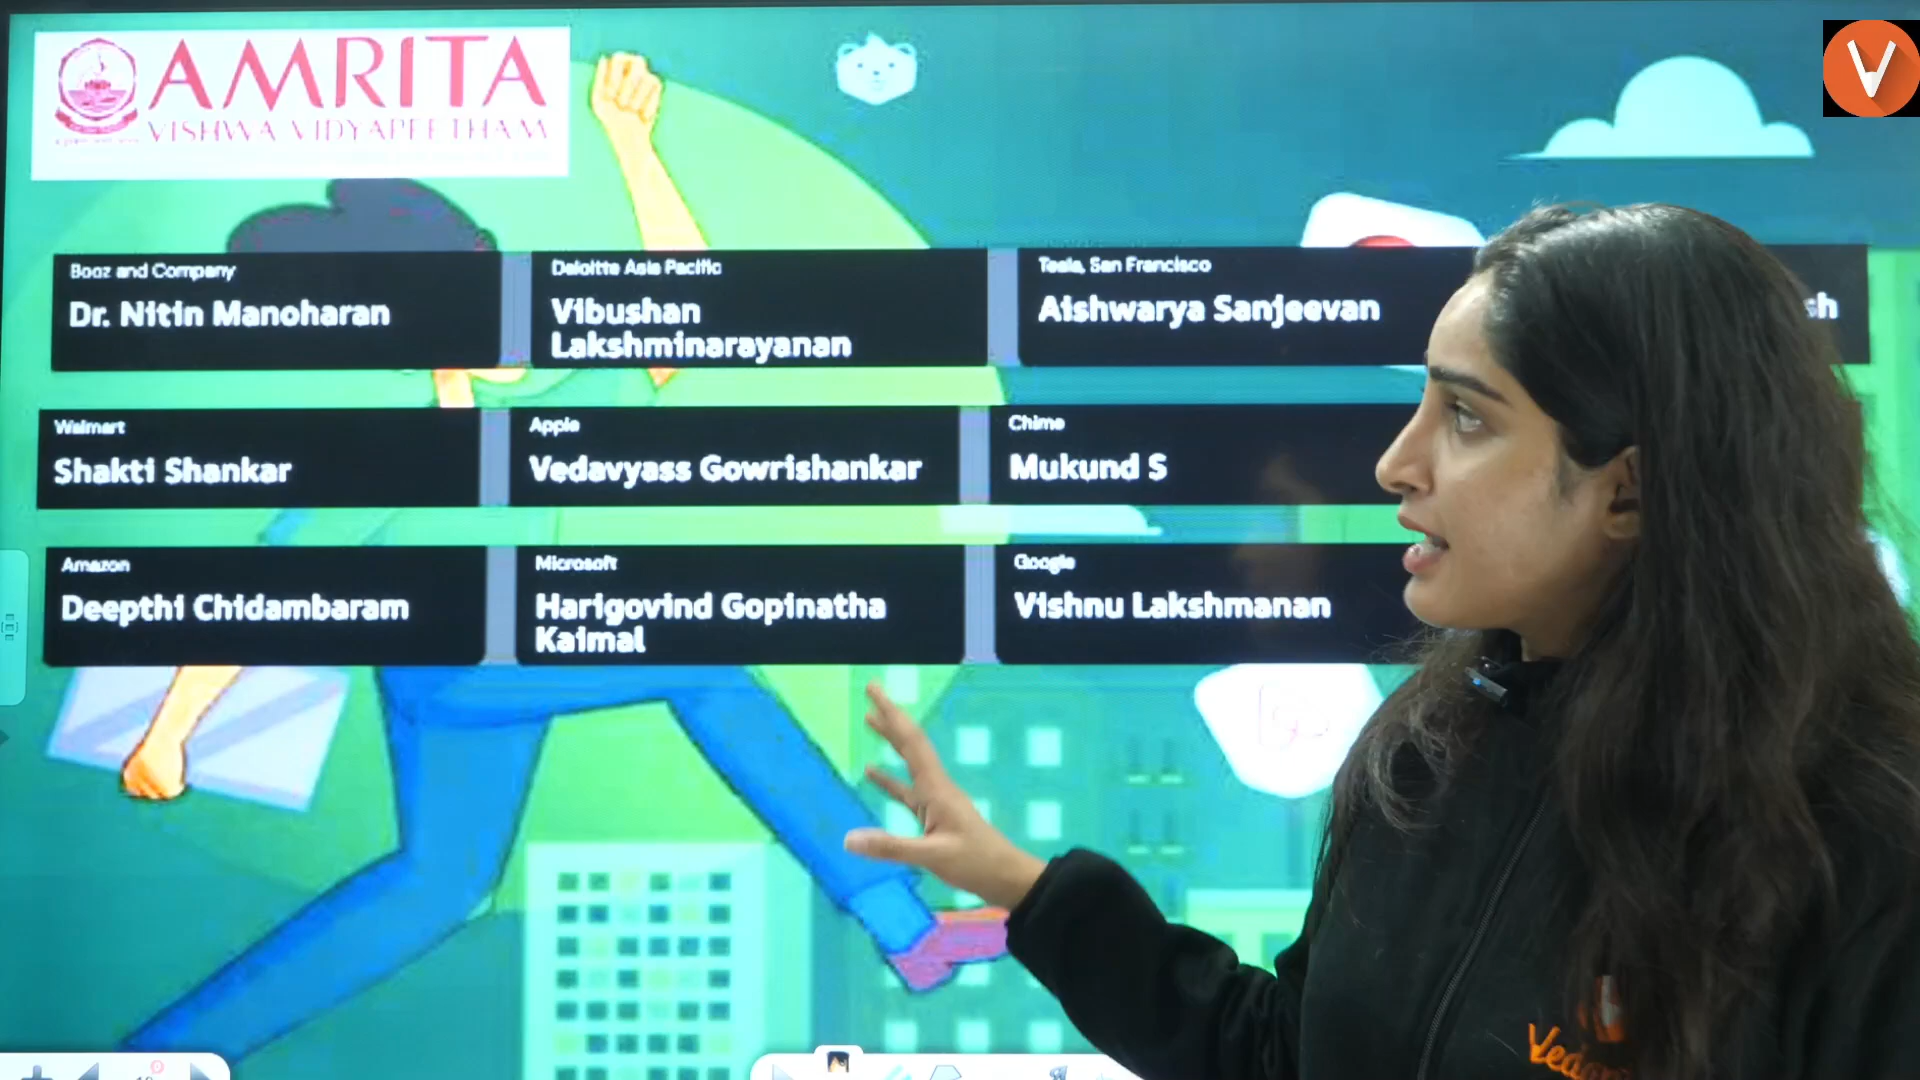 AMRITA
VISHWA VIDYAPEETHAM
Booz and Company
Dr. Nitin Manoharan
Deloitte Asia Pacific
Vibushan
Lakshminarayanan
Tesla, San Francisco
Aishwarya Sanjeevan
sh
Walmart
Shakti Shankar
Apple
Vedavyass Gowrishankar
Chime
Mukund S
Amazon
Deepthi Chidambaram
Microsoft
Harigovind Gopinatha
Kaimal
Google
Vishnu Lakshmanan
V